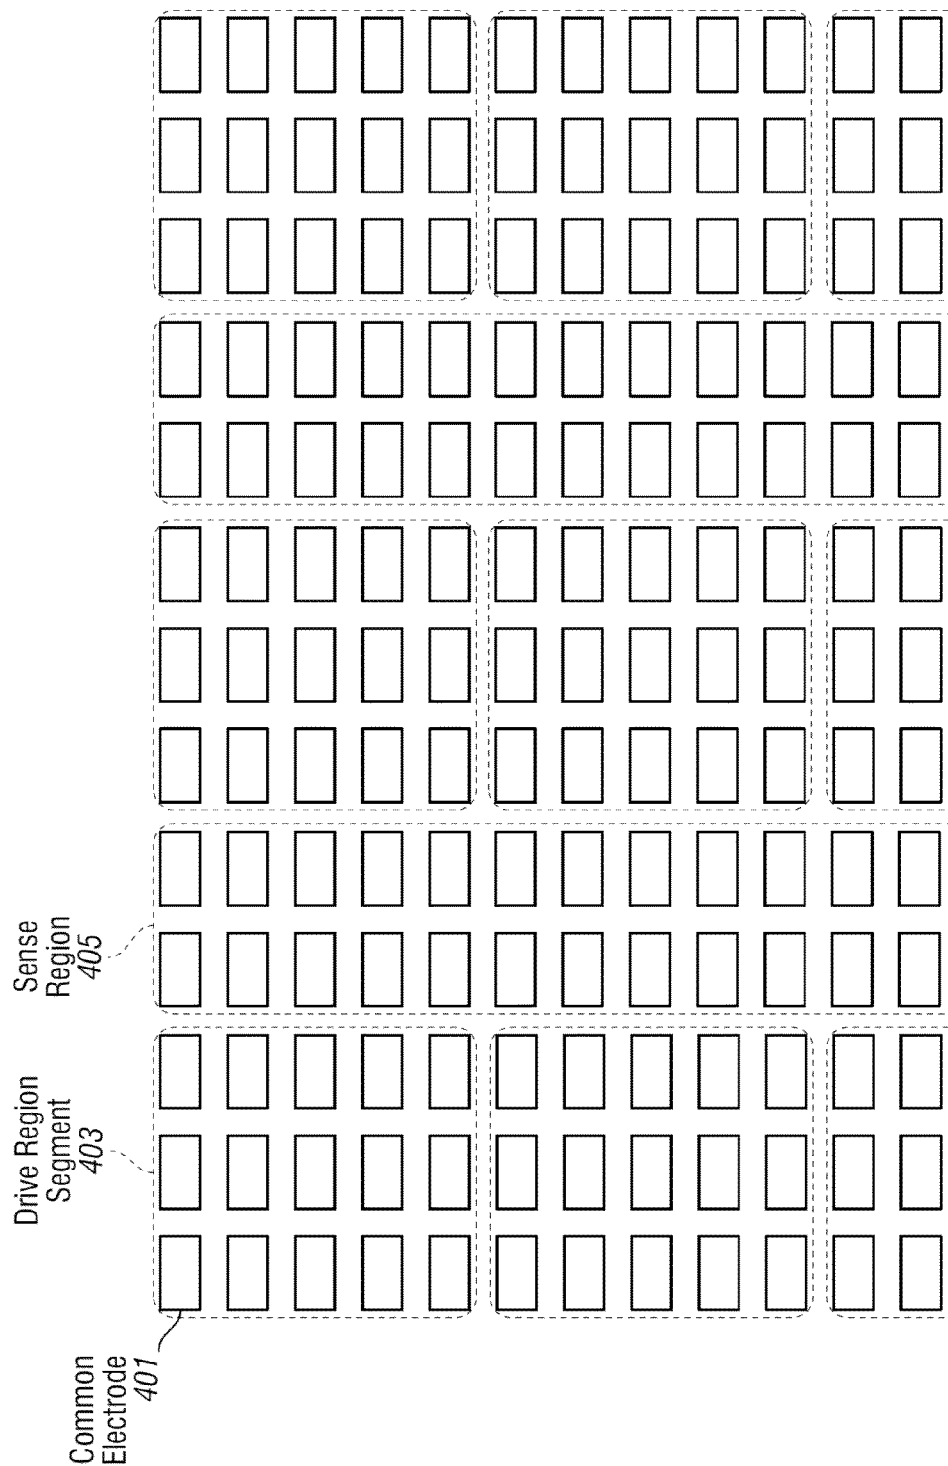 Common
Electrode
401
Drive Region
Segment
403
Sense
Region
405